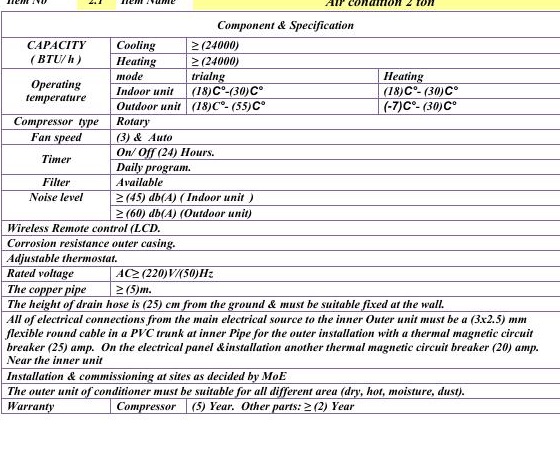 Item No 2.1 Item Name Air condition 2 ton
Component & Specification
CAPACITY Cooling ≥ (24000)
( BTU/ h ) Heating ≥ (24000)
Operating temperature mode trialng Heating
Indoor unit (18)C°-(30)C° (18)C°- (30)C°
Outdoor unit (18)C°- (55)C° (-7)C°- (30)C°
Compressor type Rotary
Fan speed (3) & Auto
Timer On/ Off (24) Hours.
Daily program.
Filter Available
Noise level ≥ (45) db(A) ( Indoor unit )
≥ (60) db(A) (Outdoor unit)
Wireless Remote control (LCD.
Corrosion resistance outer casing.
Adjustable thermostat.
Rated voltage AC≥ (220)V/(50)Hz
The copper pipe ≥ (5)m.
The height of drain hose is (25) cm from the ground & must be suitable fixed at the wall.
All of electrical connections from the main electrical source to the inner Outer unit must be a (3x2.5) mm
flexible round cable in a PVC trunk at inner Pipe for the outer installation with a thermal magnetic circuit
breaker (25) amp. On the electrical panel &installation another thermal magnetic circuit breaker (20) amp.
Near the inner unit
Installation & commissioning at sites as decided by MoE
The outer unit of conditioner must be suitable for all different area (dry, hot, moisture, dust).
Warranty Compressor (5) Year. Other parts: ≥ (2) Year